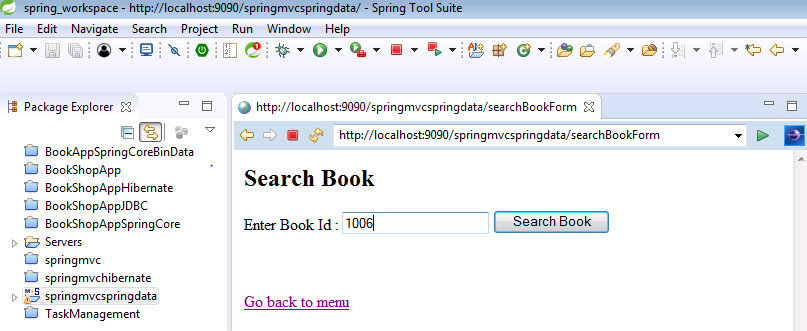 spring_workspace - http://localhost:9090/springmvcspringdata/ - Spring Tool Suite
File Edit Navigate Search Project Run Window Help
Package Explorer
http://localhost:9090/springmvcspringdata/searchBookForm
http://localhost:9090/springmvcspringdata/searchBookForm
BookAppSpringCoreBinData
BookShopApp
BookShopAppHibernate
BookShopAppJDBC
BookShopAppSpringCore
Servers
springmvc
springmvchibernate
springmvcspringdata
TaskManagement
Search Book
Enter Book Id : 1006 Search Book
Go back to menu